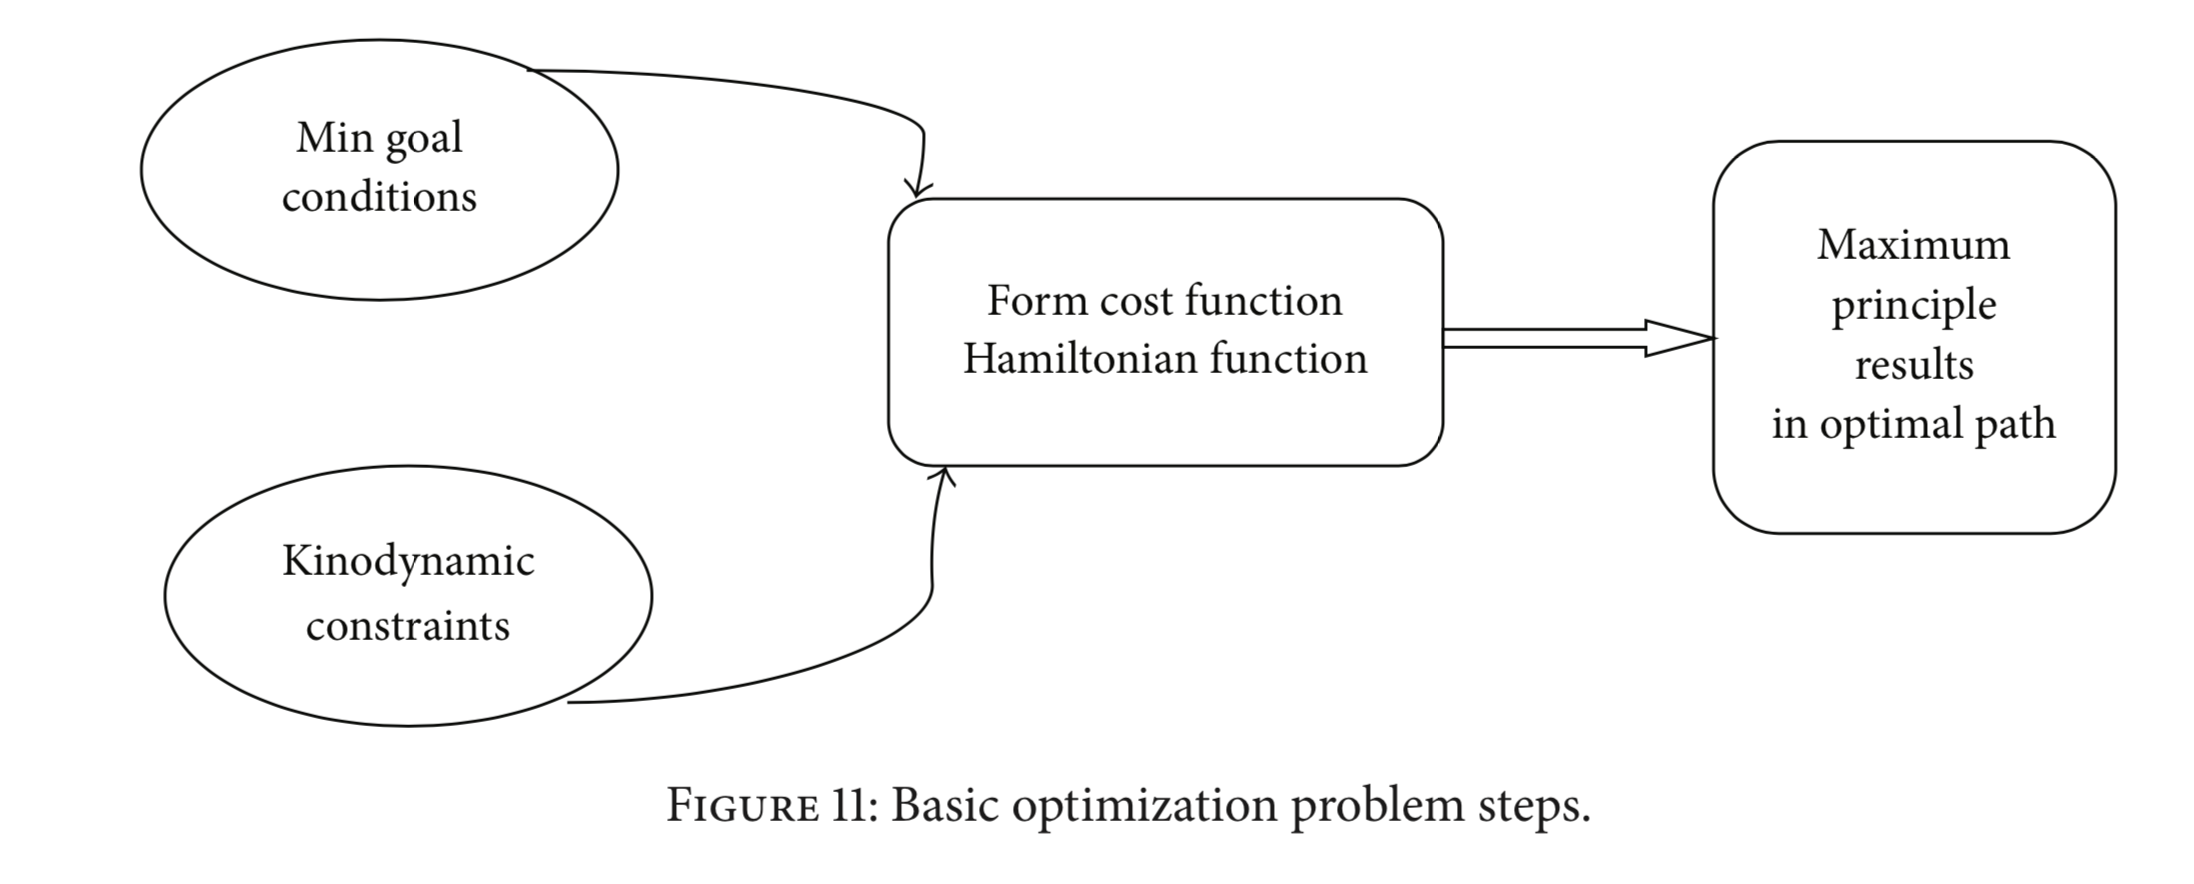 Min goal
conditions
Form cost function
Hamiltonian function
Maximum
principle
results
in optimal path
Kinodynamic
constraints
FIGURE 11: Basic optimization problem steps.